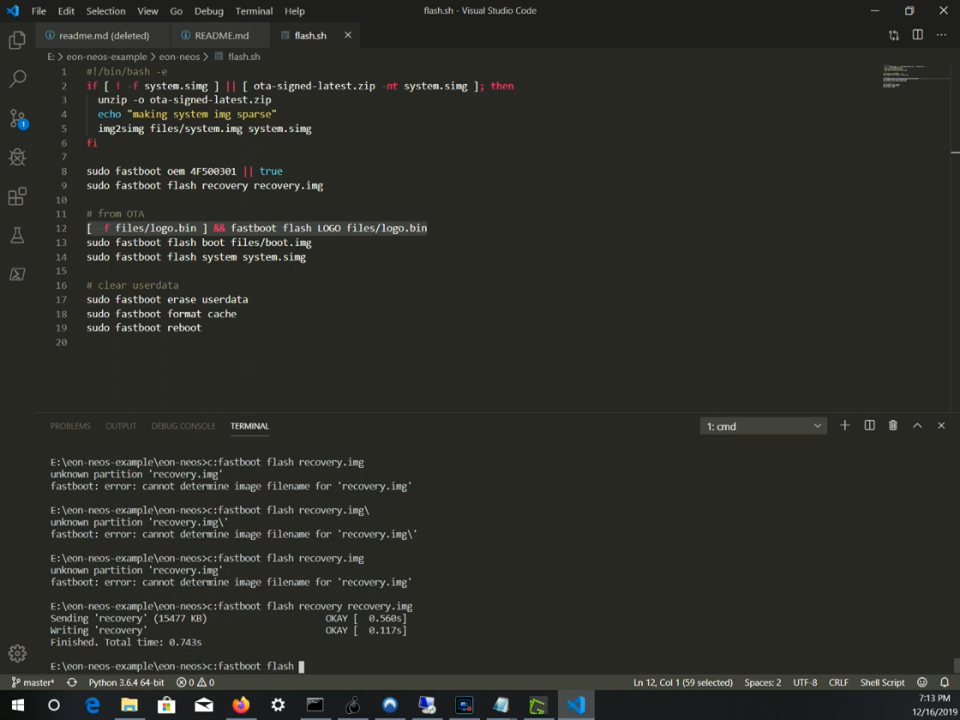 File Edit Selection View Go Debug Terminal Help flash.sh - Visual Studio Code
readme.md (deleted) README.md flash.sh
E: > eon-neos-example > eon-neos > flash.sh
1 #!/bin/bash -e
2 if [ ! -f system.simg ] || [ ota-signed-latest.zip -nt system.simg ]; then
3 unzip -o ota-signed-latest.zip
4 echo "making system img sparse"
5 img2simg files/system.img system.simg
6 fi
7
8 sudo fastboot oem 4F500301 || true
9 sudo fastboot flash recovery recovery.img
10
11 # from OTA
12 [ f files/logo.bin ] && fastboot flash LOGO files/logo.bin
13 sudo fastboot flash boot files/boot.img
14 sudo fastboot flash system system.simg
15
16 # clear userdata
17 sudo fastboot erase userdata
18 sudo fastboot format cache
19 sudo fastboot reboot
20
PROBLEMS OUTPUT DEBUG CONSOLE TERMINAL 1: cmd
E:\eon-neos-example\eon-neos>c:fastboot flash recovery.img
unknown partition 'recovery.img'
fastboot: error: cannot determine image filename for 'recovery.img'
E:\eon-neos-example\eon-neos>c:fastboot flash recovery.img\
unknown partition 'recovery.img\'
fastboot: error: cannot determine image filename for 'recovery.img\'
E:\eon-neos-example\eon-neos>c:fastboot flash recovery.img
unknown partition 'recovery.img'
fastboot: error: cannot determine image filename for 'recovery.img'
E:\eon-neos-example\eon-neos>c:fastboot flash recovery recovery.img
Sending 'recovery' (15477 KB) OKAY [ 0.560s]
Writing 'recovery' OKAY [ 0.117s]
Finished. Total time: 0.743s
E:\eon-neos-example\eon-neos>c:fastboot flash
master* Python 3.6.4 64-bit 0 0 Ln 12, Col 1 (59 selected) Spaces: 2 UTF-8 CRLF Shell Script
7:13 PM
12/16/2019